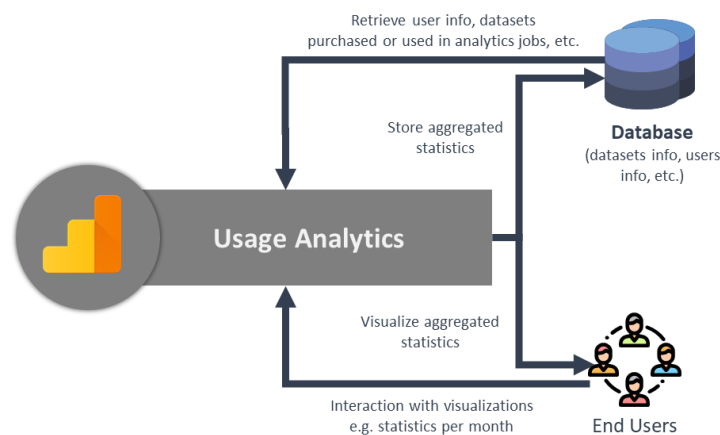 Retrieve user info, datasets
purchased or used in analytics jobs, etc.
Store aggregated
statistics
Database
(datasets info, users
info, etc.)
Usage Analytics
Visualize aggregated
statistics
Interaction with visualizations
e.g. statistics per month
End Users